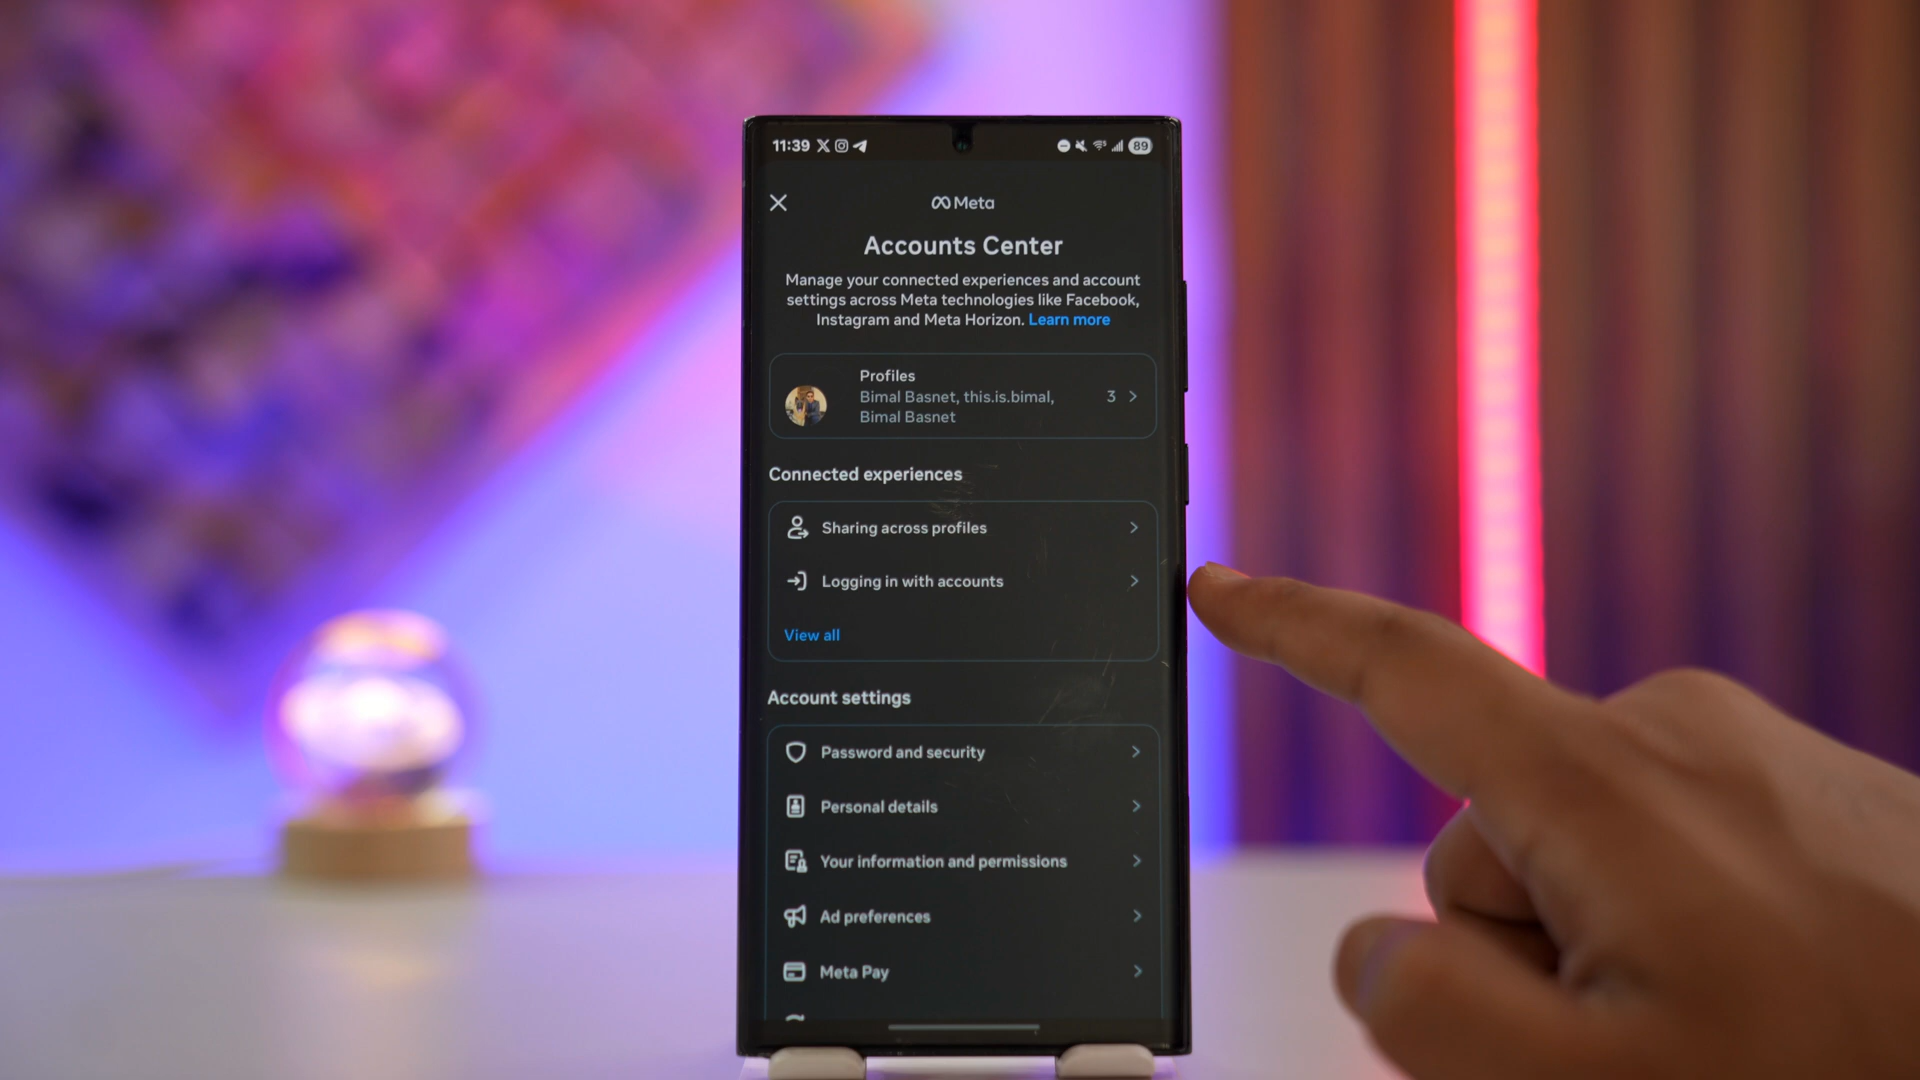 11:39
89
Meta
Accounts Center
Manage your connected experiences and account
settings across Meta technologies like Facebook,
Instagram and Meta Horizon. Learn more
Profiles
Bimal Basnet, this.is.bimal,
Bimal Basnet
3
Connected experiences
Sharing across profiles
Logging in with accounts
View all
Account settings
Password and security
Personal details
Your information and permissions
Ad preferences
Meta Pay